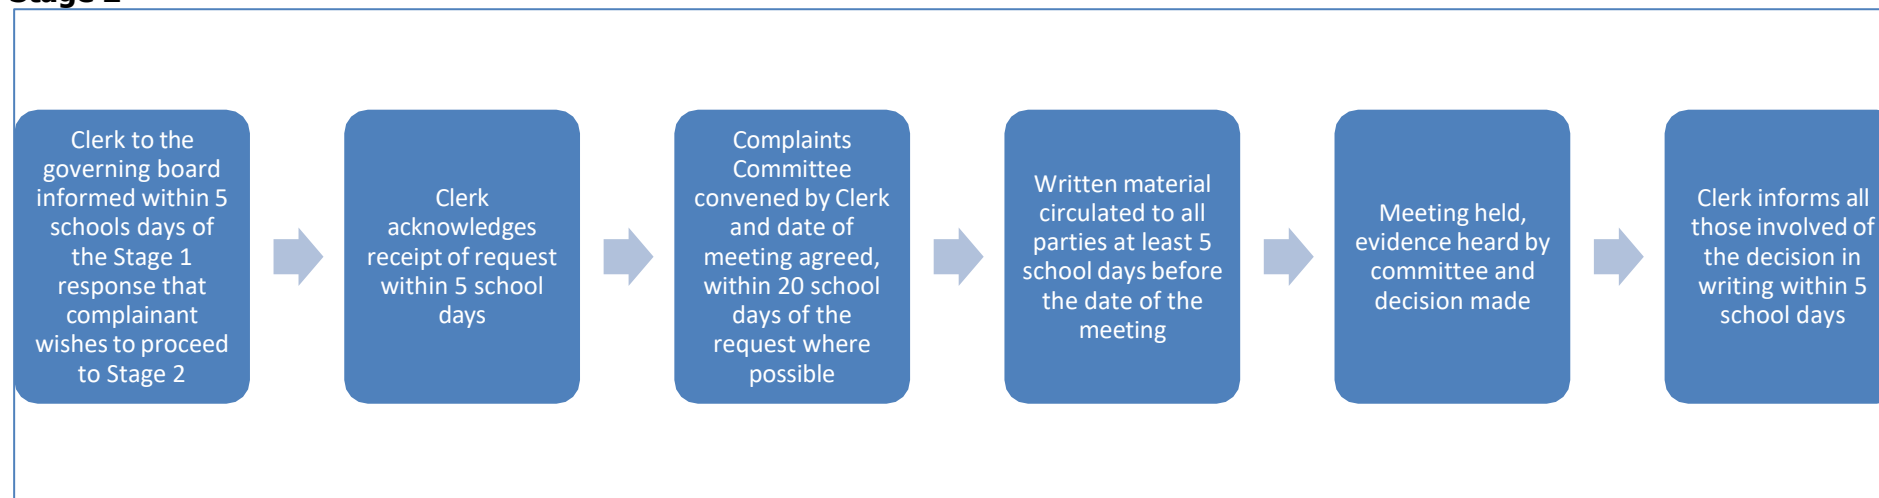 Stage 2
Clerk to the
governing board
informed within 5
schools days of
the Stage 1
response that
complainant
wishes to proceed
to Stage 2
Clerk
acknowledges
receipt of request
within 5 school
days
Complaints
Committee
convened by Clerk
and date of
meeting agreed,
within 20 school
days of the
request where
possible
Written material
circulated to all
parties at least 5
school days before
the date of the
meeting
Meeting held,
evidence heard by
committee and
decision made
Clerk informs all
those involved of
the decision in
writing within 5
school days